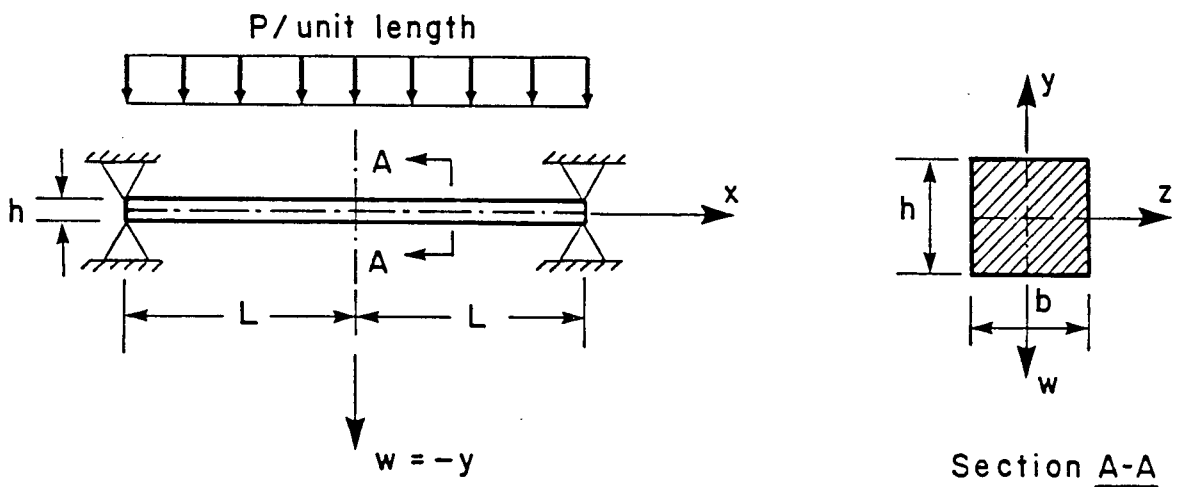 P/unit length
A
h
x
A
L
L
w = -y
y
h
z
b
w
Section A-A